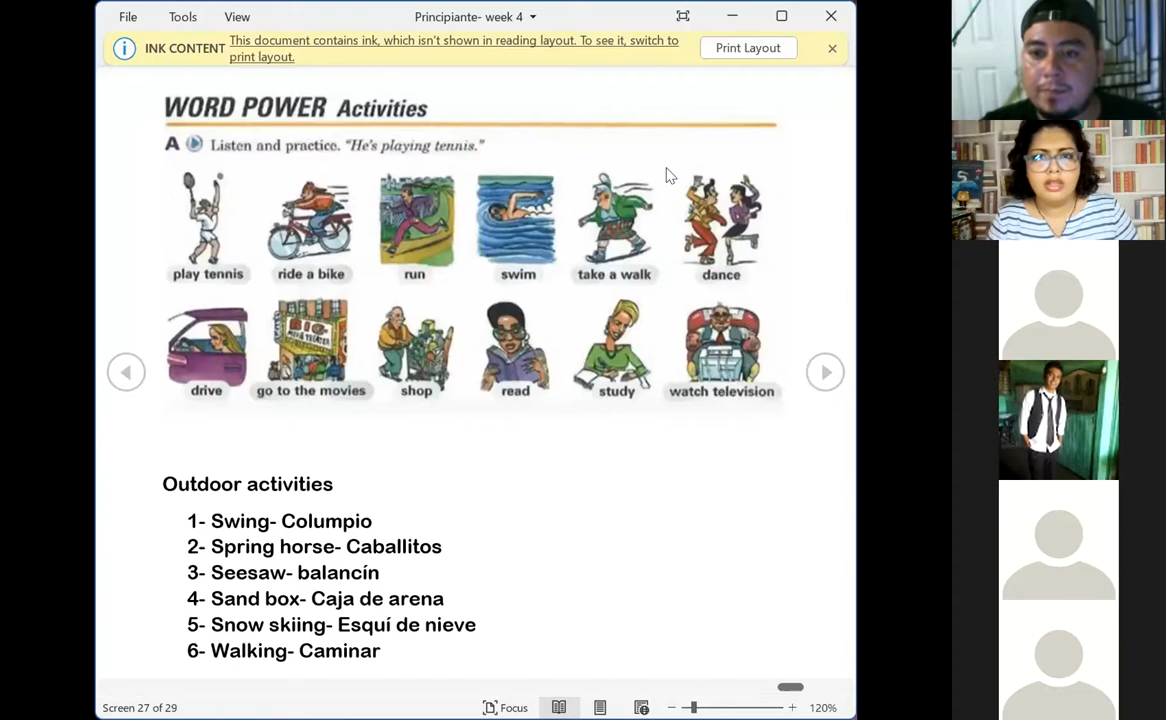 File Tools View Principiante- week 4
INK CONTENT This document contains ink, which isn't shown in reading layout. To see it, switch to
print layout.
Print Layout
WORD POWER Activities
A Listen and practice. "He's playing tennis."
play tennis ride a bike run swim take a walk dance
BIG
drive go to the movies shop read study watch television
Outdoor activities
1- Swing- Columpio
2- Spring horse- Caballitos
3- Seesaw- balancín
4- Sand box- Caja de arena
5- Snow skiing- Esquí de nieve
6- Walking- Caminar
Screen 27 of 29 Focus 120%